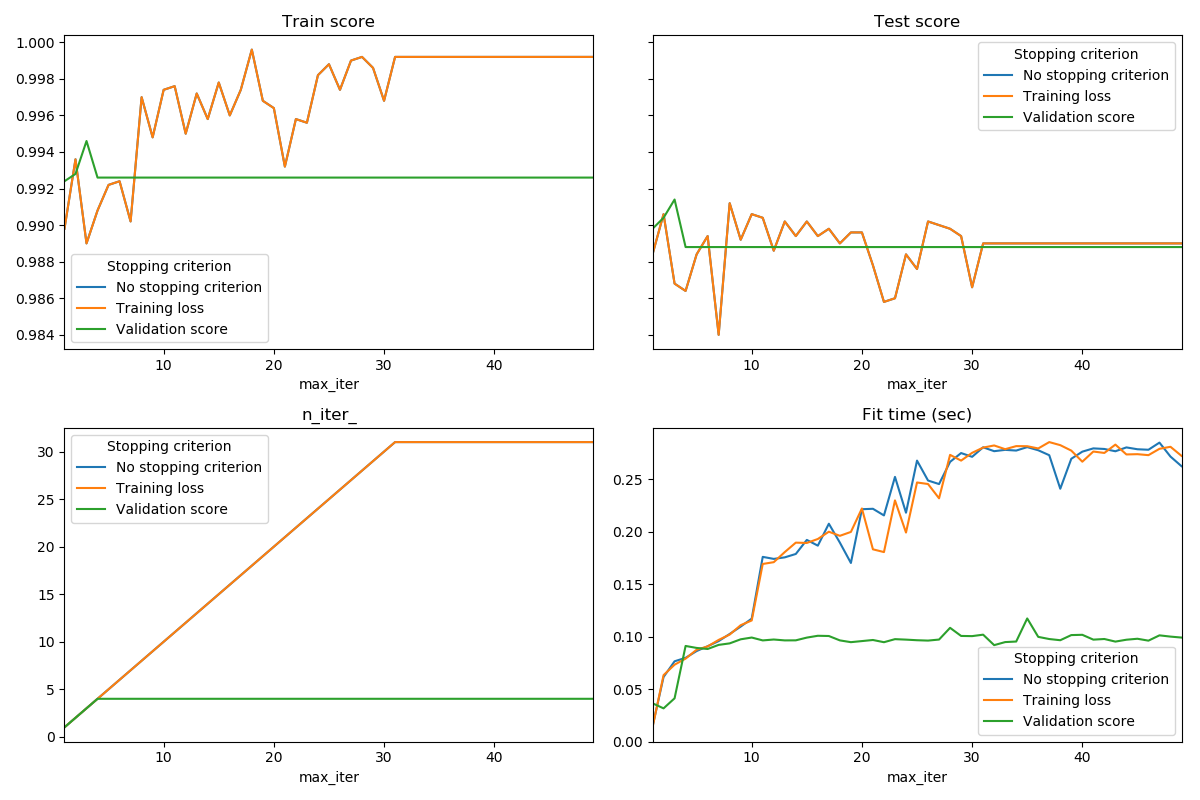 Train score
1.000
0.998
0.996
0.994
0.992
0.990
0.988
0.986
0.984
Stopping criterion
No stopping criterion
Training loss
Validation score
10 20 30 40
max_iter
Test score
Stopping criterion
No stopping criterion
Training loss
Validation score
10 20 30 40
max_iter
n_iter_
30
25
20
15
10
5
0
Stopping criterion
No stopping criterion
Training loss
Validation score
10 20 30 40
max_iter
Fit time (sec)
0.25
0.20
0.15
0.10
0.05
0.00
Stopping criterion
No stopping criterion
Training loss
Validation score
10 20 30 40
max_iter